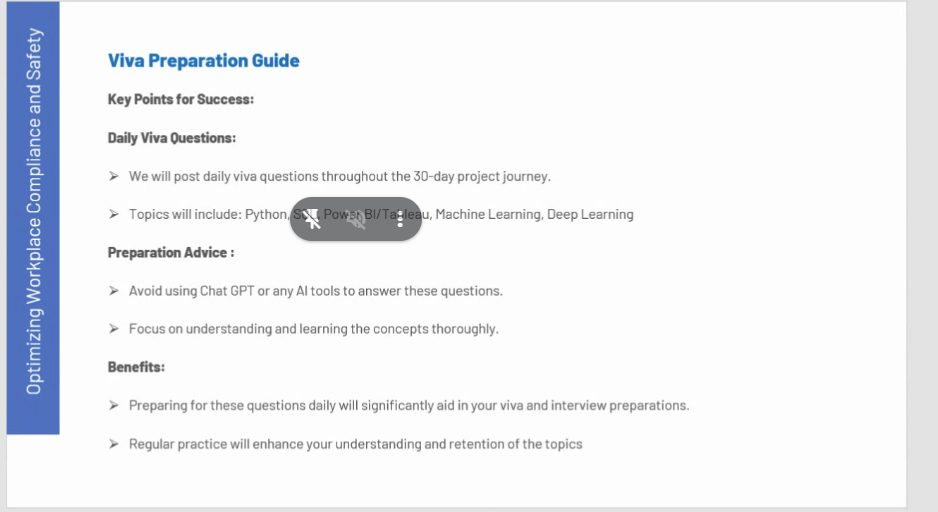 Optimizing Workplace Compliance and Safety
Viva Preparation Guide
Key Points for Success:
Daily Viva Questions:
➢ We will post daily viva questions throughout the 30-day project journey.
➢ Topics will include: Python, BI/Tableau, Machine Learning, Deep Learning
Preparation Advice :
➢ Avoid using Chat GPT or any AI tools to answer these questions.
➢ Focus on understanding and learning the concepts thoroughly.
Benefits:
➢ Preparing for these questions daily will significantly aid in your viva and interview preparations.
➢ Regular practice will enhance your understanding and retention of the topics